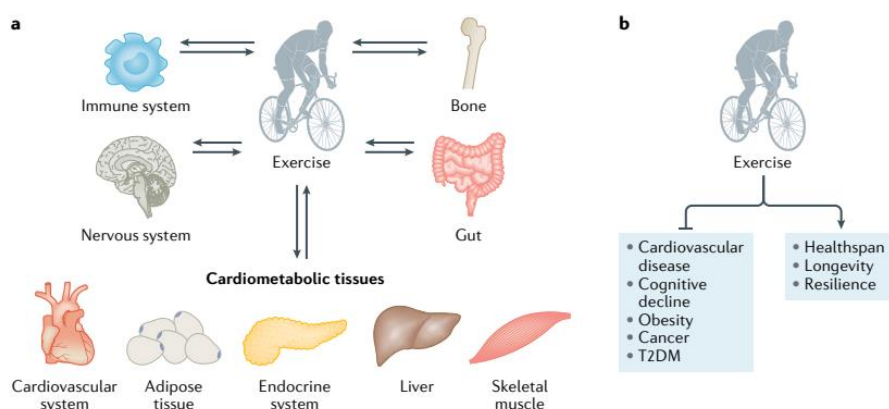 a
Immune system
Exercise
Bone
Nervous system
Gut
Cardiometabolic tissues
Cardiovascular
system
Adipose
tissue
Endocrine
system
Liver
Skeletal
muscle
b
Exercise
• Cardiovascular
disease
• Cognitive
decline
• Obesity
• Cancer
• T2DM
• Healthspan
• Longevity
• Resilience